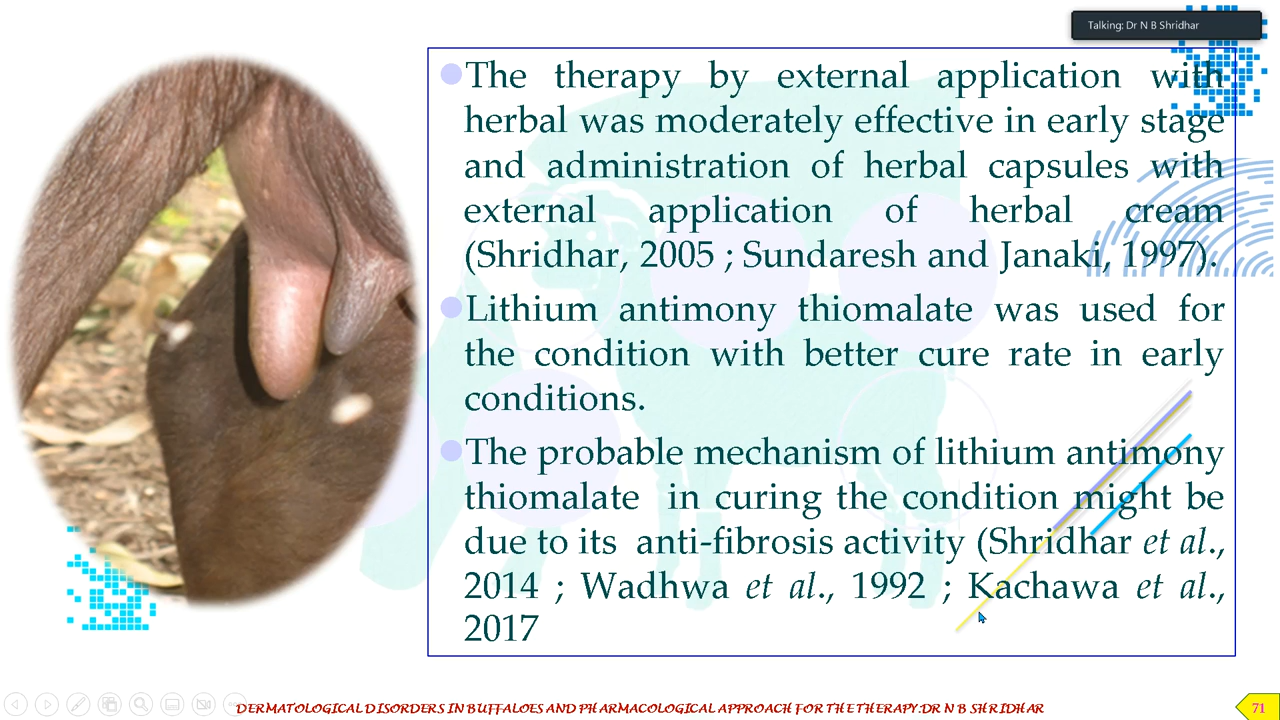 Talking: Dr N B Shridhar
The therapy by external application with
herbal was moderately effective in early stage
and administration of herbal capsules with
external application of herbal cream
(Shridhar, 2005 ; Sundaresh and Janaki, 1997).
Lithium antimony thiomalate was used for
the condition with better cure rate in early
conditions.
The probable mechanism of lithium antimony
thiomalate in curing the condition might be
due to its anti-fibrosis activity (Shridhar et al.,
2014 ; Wadhwa et al., 1992 ; Kachawa et al.,
2017
DERMATOLOGICAL DISORDERS IN BUFFALOES AND PHARMACOLOGICAL APPROACH FOR THE THERAPY:DR N B SHRIDHAR
71